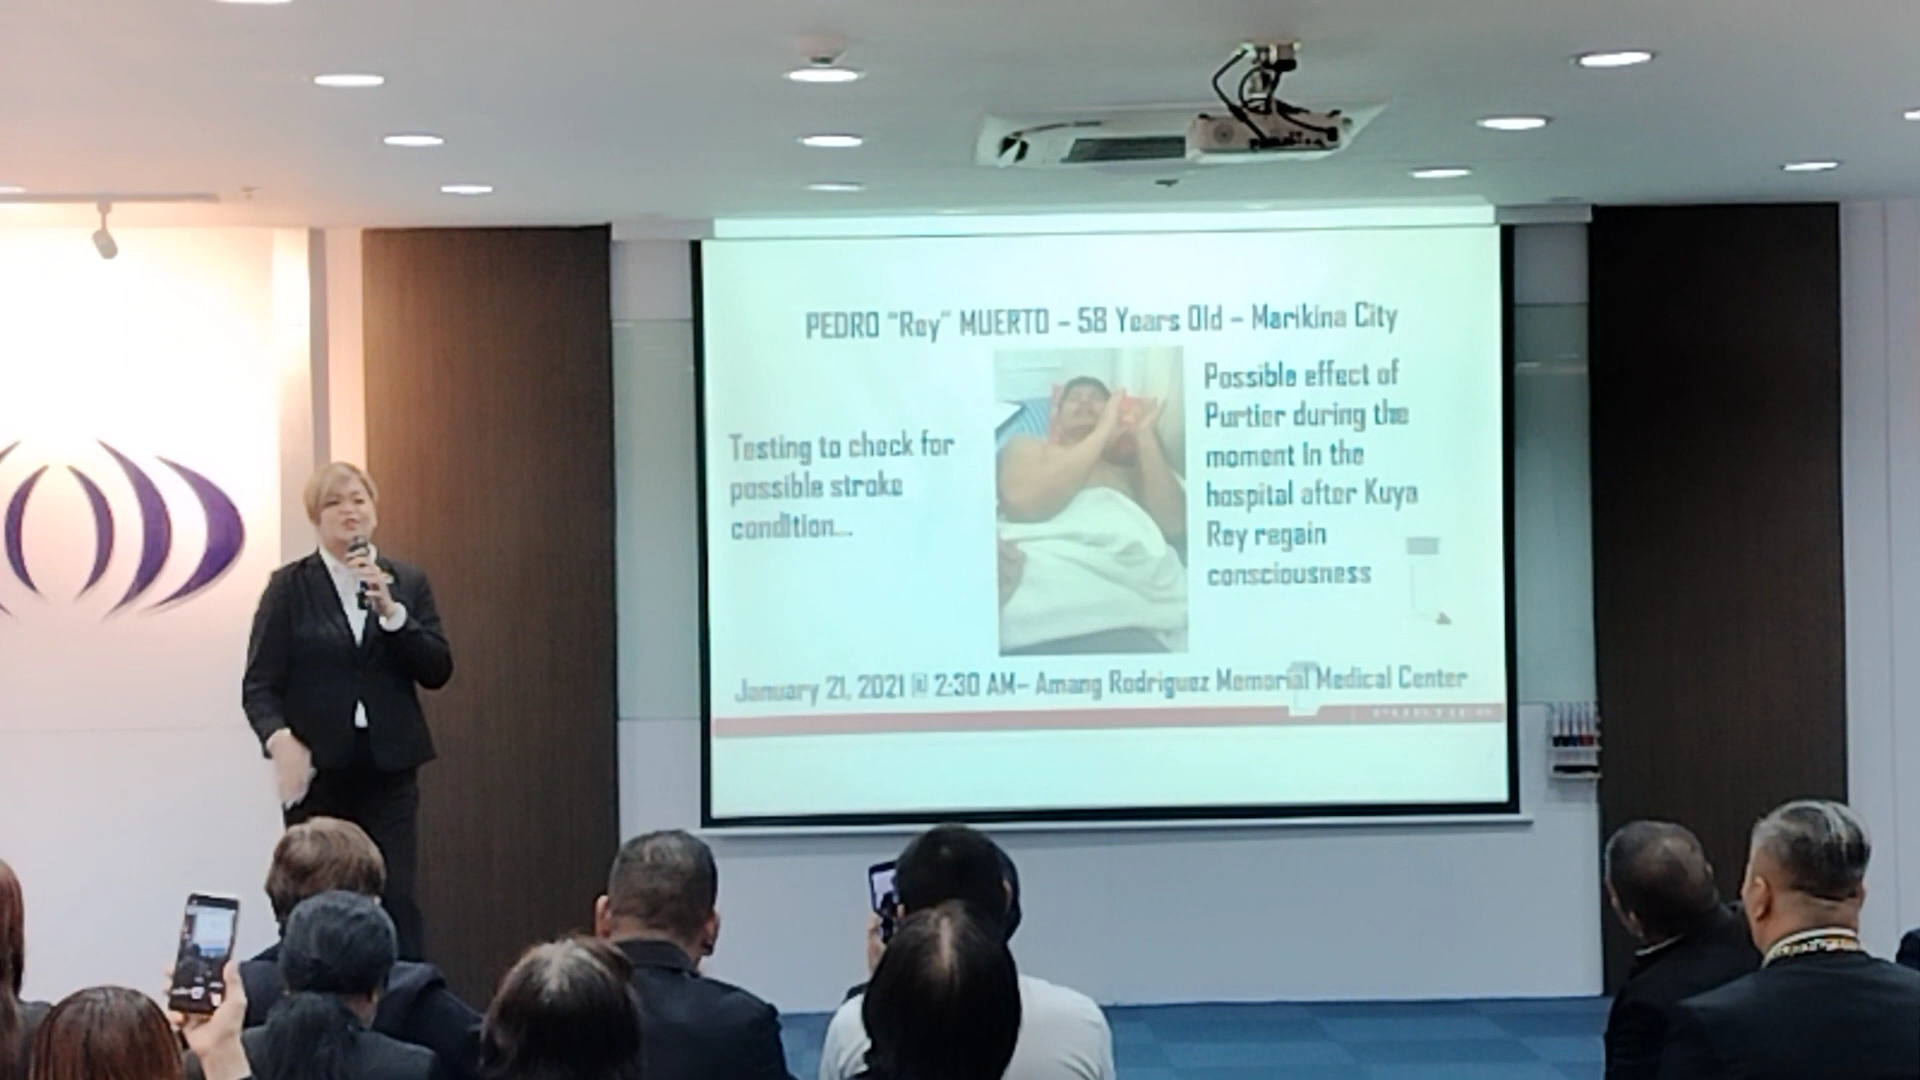 PEDRO "Rey" MUERTO – 58 Years Old – Marikina City
Testing to check for
possible stroke
condition...
Possible effect of
Purtier during the
moment in the
hospital after Kuya
Rey regain
consciousness
January 21, 2021 @ 2:30 AM– Amang Rodriguez Memorial Medical Center